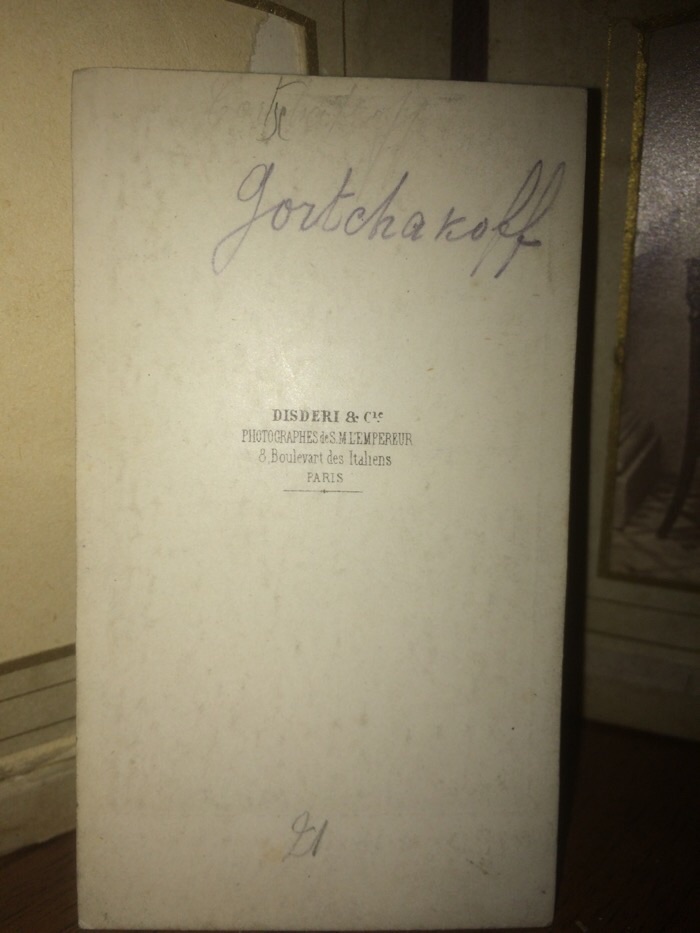 Gortchakoff
DISDERI & Cie
PHOTOGRAPHES de S. M. L'EMPEREUR
8, Boulevart des Italiens
PARIS
21